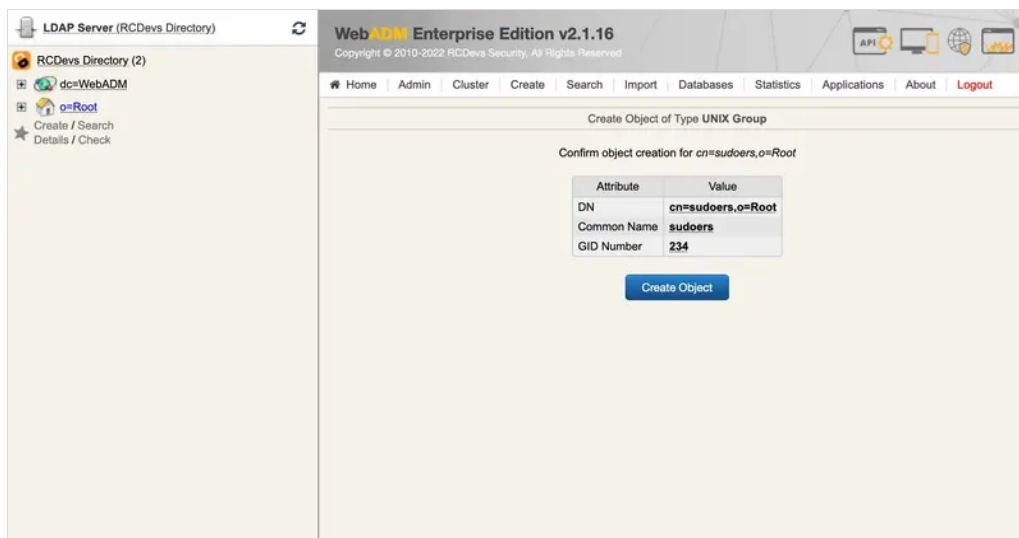 LDAP Server (RCDevs Directory)
RCDevs Directory (2)
dc=WebADM
o=Root
Create / Search
Details / Check
WebADM Enterprise Edition v2.1.16
Copyright © 2010-2022 RCDevs Security, All Rights Reserved
API
Home Admin Cluster Create Search Import Databases Statistics Applications About Logout
Create Object of Type UNIX Group
Confirm object creation for cn=sudoers,o=Root
Attribute Value
DN cn=sudoers,o=Root
Common Name sudoers
GID Number 234
Create Object